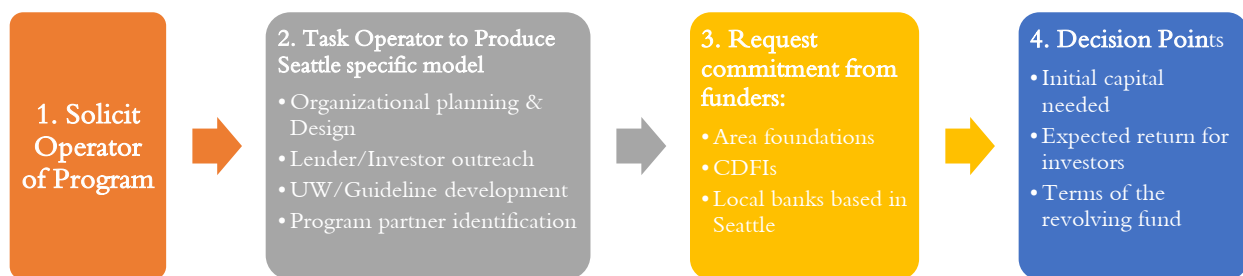 1. Solicit
Operator
of Program
2. Task Operator to Produce
Seattle specific model
• Organizational planning &
Design
• Lender/Investor outreach
• UW/Guideline development
• Program partner identification
3. Request
commitment from
funders:
• Area foundations
• CDFIs
• Local banks based in
Seattle
4. Decision Points
• Initial capital
needed
• Expected return for
investors
• Terms of the
revolving fund